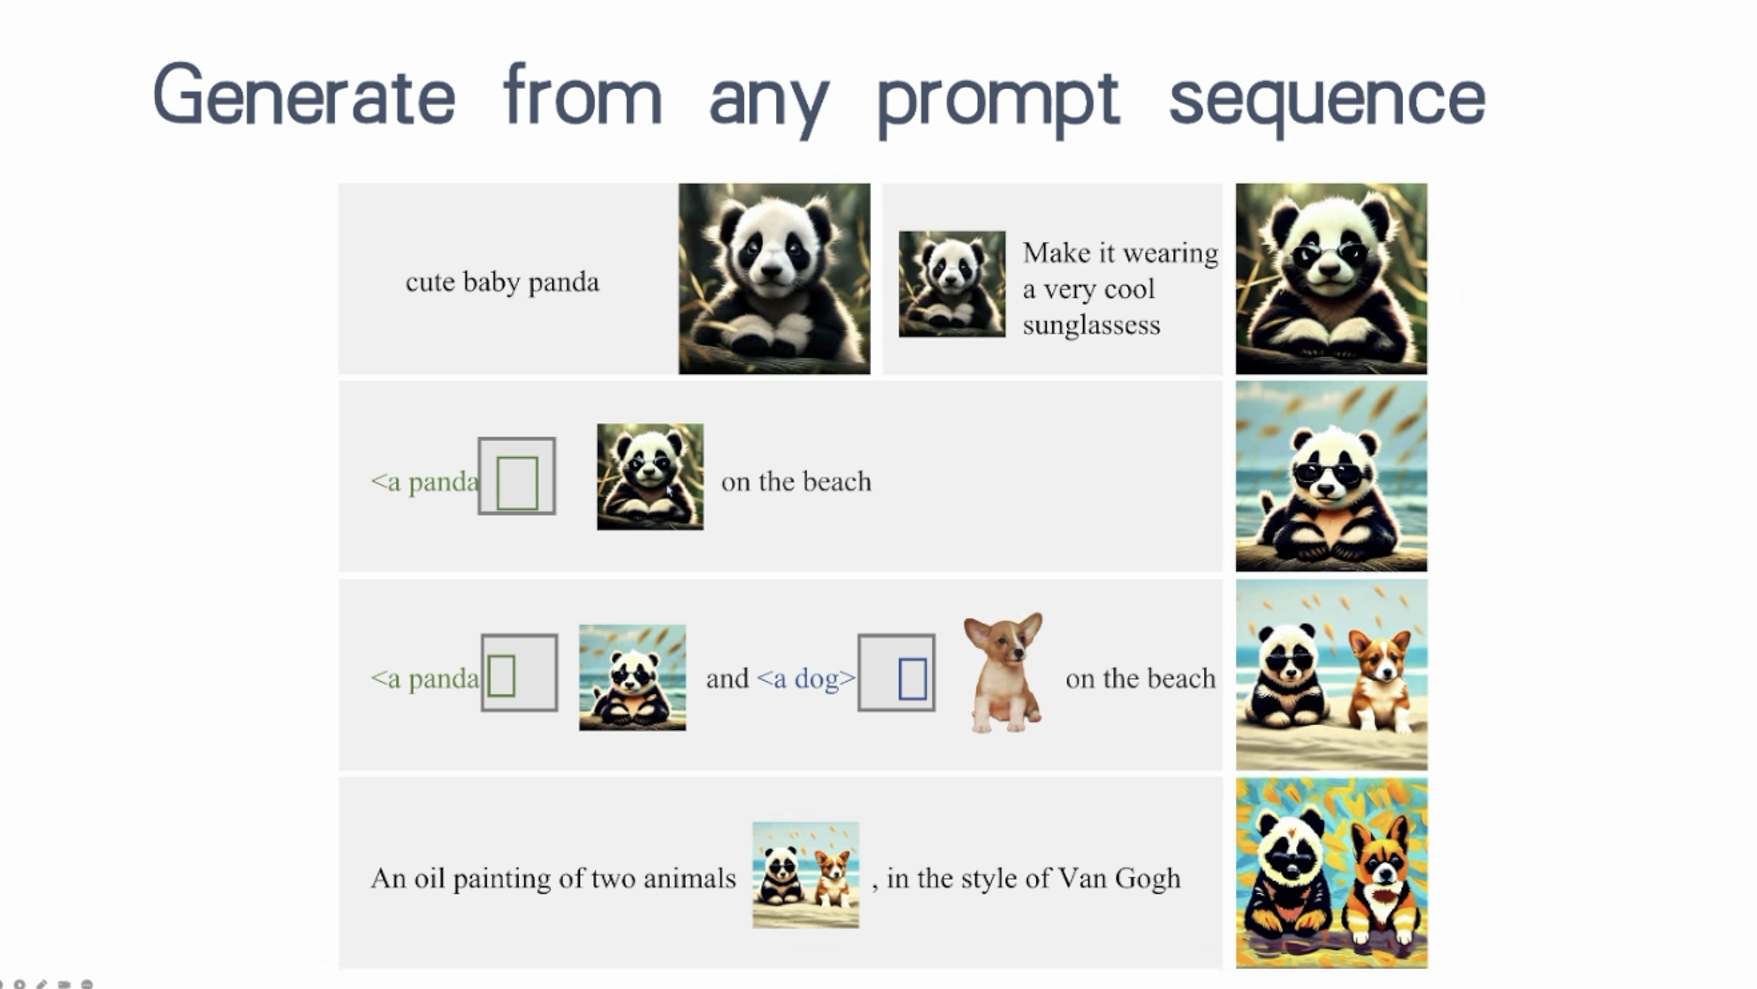 Generate from any prompt sequence
cute baby panda
Make it wearing
a very cool
sunglassess
<a panda
on the beach
<a panda
and <a dog>
on the beach
An oil painting of two animals
, in the style of Van Gogh